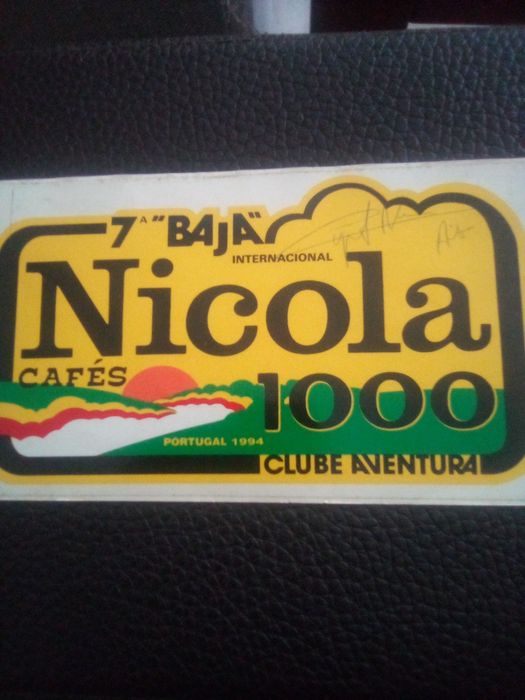 7ª "BAJA"
INTERNACIONAL
Nicola
CAFÉS
1000
PORTUGAL 1994
CLUBE AVENTURA